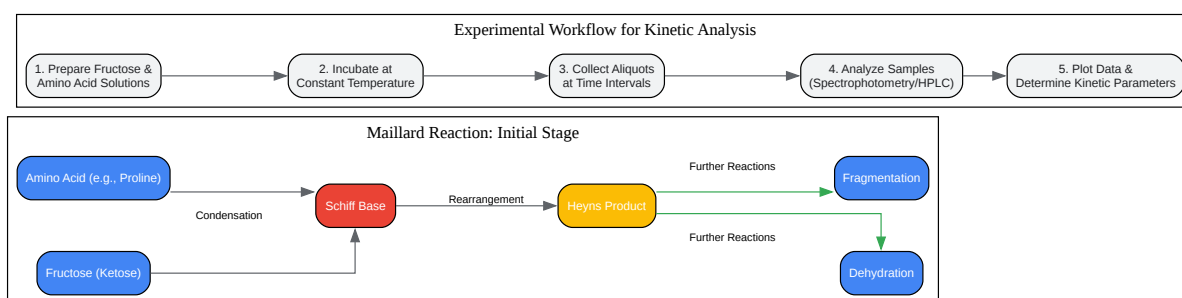 Experimental Workflow for Kinetic Analysis
1. Prepare Fructose &
Amino Acid Solutions
2. Incubate at
Constant Temperature
3. Collect Aliquots
at Time Intervals
4. Analyze Samples
(Spectrophotometry/HPLC)
5. Plot Data &
Determine Kinetic Parameters
Maillard Reaction: Initial Stage
Amino Acid (e.g., Proline)
Condensation
Fructose (Ketose)
Schiff Base
Rearrangement
Heyns Product
Further Reactions
Fragmentation
Further Reactions
Dehydration